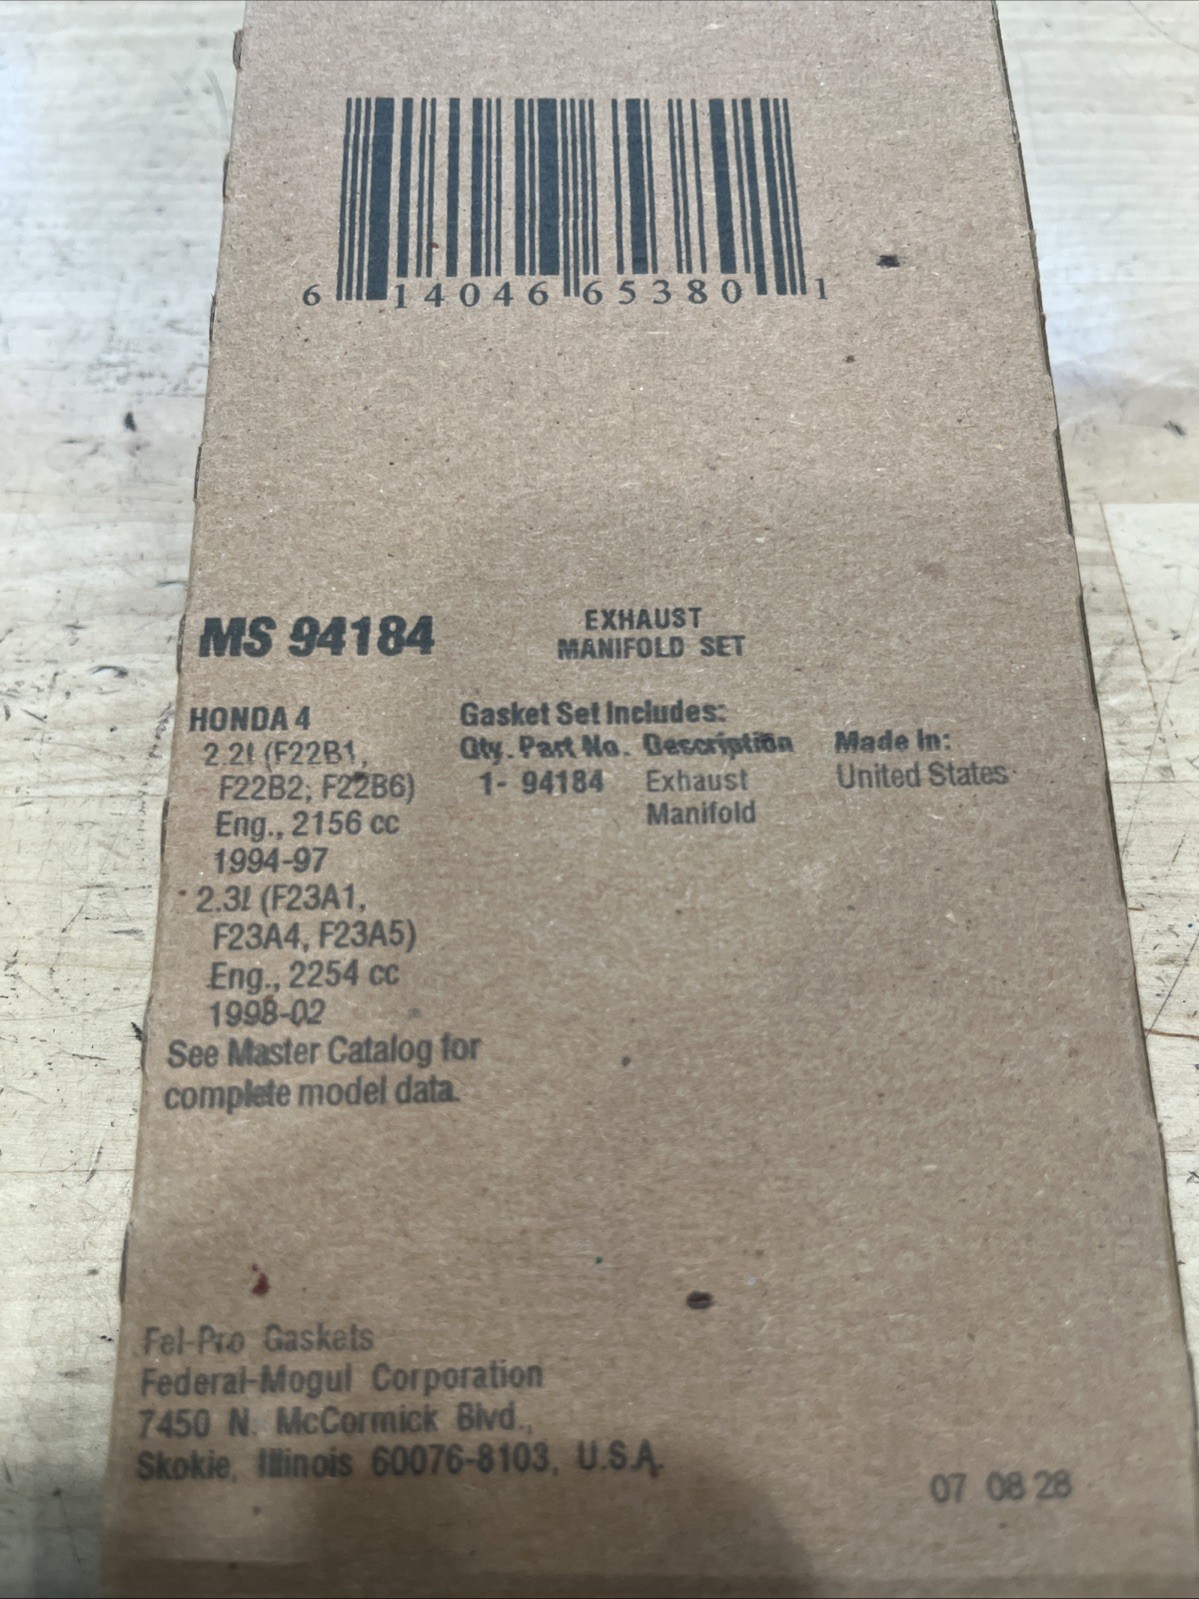 6 14046 65380 1
MS 94184
EXHAUST
MANIFOLD SET
HONDA 4
2.2l (F22B1,
F22B2, F22B6)
Eng., 2156 cc
1994-97
2.3l (F23A1,
F23A4, F23A5)
Eng., 2254 cc
1998-02
See Master Catalog for
complete model data.
Gasket Set Includes:
Qty. Part No. Description
1- 94184 Exhaust
Manifold
Made In:
United States
Fel-Pro Gaskets
Federal-Mogul Corporation
7450 N. McCormick Blvd.,
Skokie, Illinois 60076-8103, U.S.A.
07 08 28